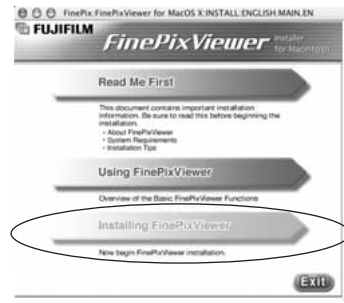 FinePix:FinePixViewer for MacOS X:INSTALL:ENGLISH:MAIN.EN
FUJIFILM
FinePixViewer Installer for Macintosh
Read Me First
This document contains important installation
information. Be sure to read this before beginning the
installation.
- About FinePixViewer
- System Requirements
- Installation Tips
Using FinePixViewer
Overview of the Basic FinePixViewer Functions
Installing FinePixViewer
Now begin FinePixViewer installation.
Exit